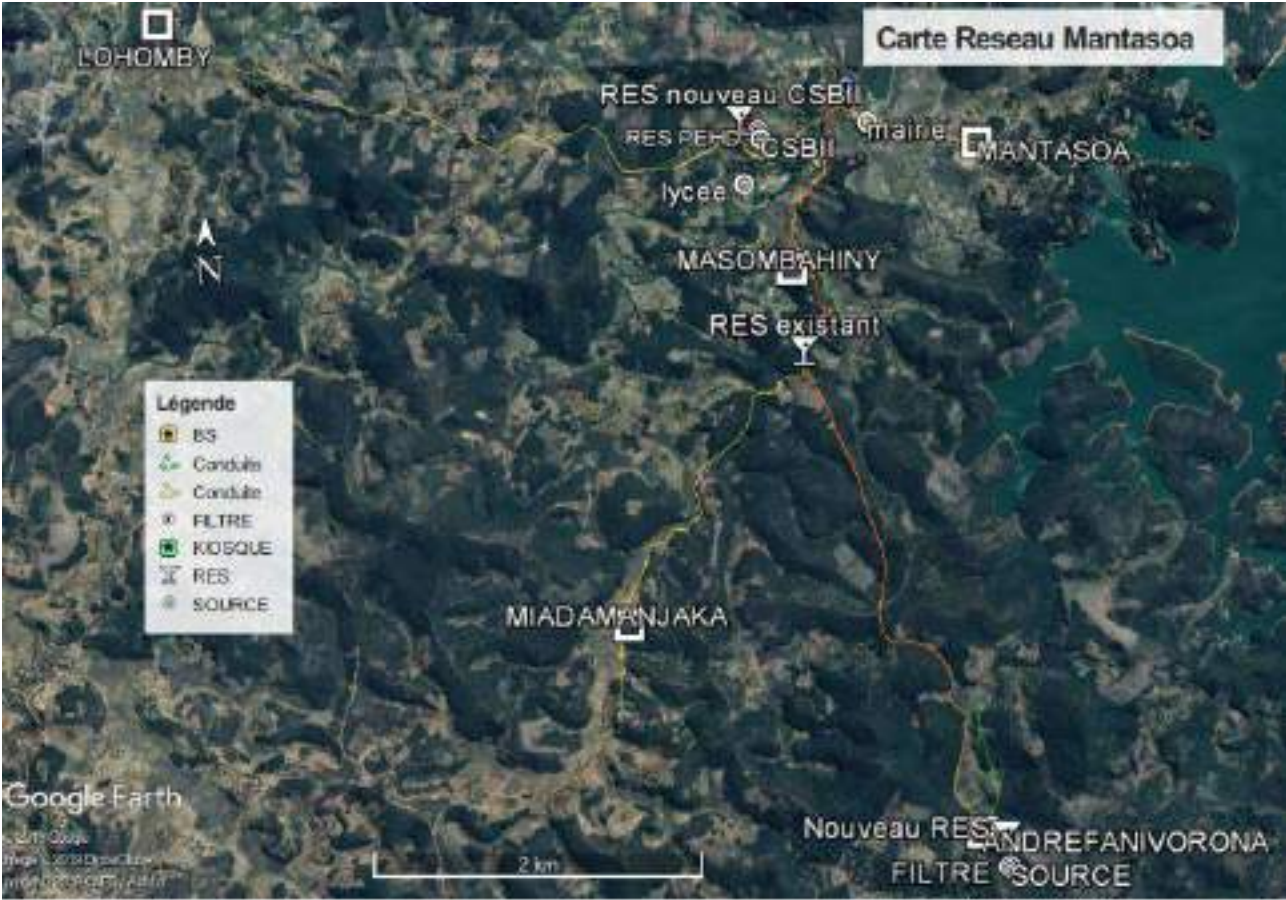 Carte Reseau Mantasoa
LOHOMBY
RES nouveau CSBII
RES PEHD
CSBII
mairie
MANTASOA
lycee
MASOMBAHINY
RES existant
Légende
BS
Conduite
Conduite
FILTRE
KIOSQUE
RES
SOURCE
N
MIADAMANJAKA
Google Earth
2 km
Nouveau RES
ANDREFANIVORONA
FILTRE
SOURCE